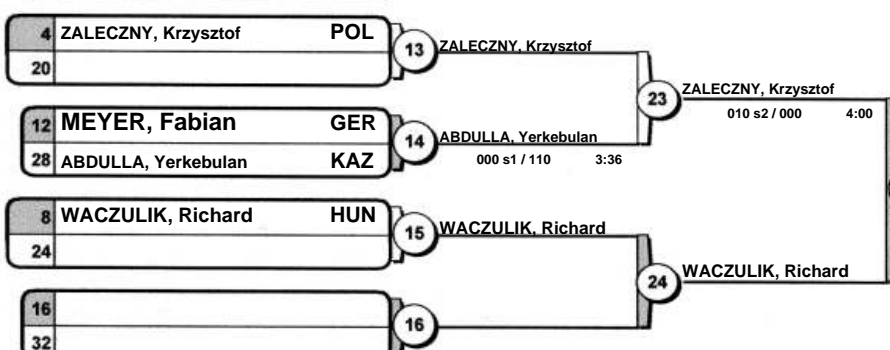 4 ZALECZNY, Krzysztof POL
20
13
ZALECZNY, Krzysztof
12 MEYER, Fabian GER
28 ABDULLA, Yerkebulan KAZ
14
ABDULLA, Yerkebulan
000 s1 / 110 3:36
23
ZALECZNY, Krzysztof
010 s2 / 000 4:00
8 WACZULIK, Richard HUN
24
15
WACZULIK, Richard
16
32
16
24
WACZULIK, Richard